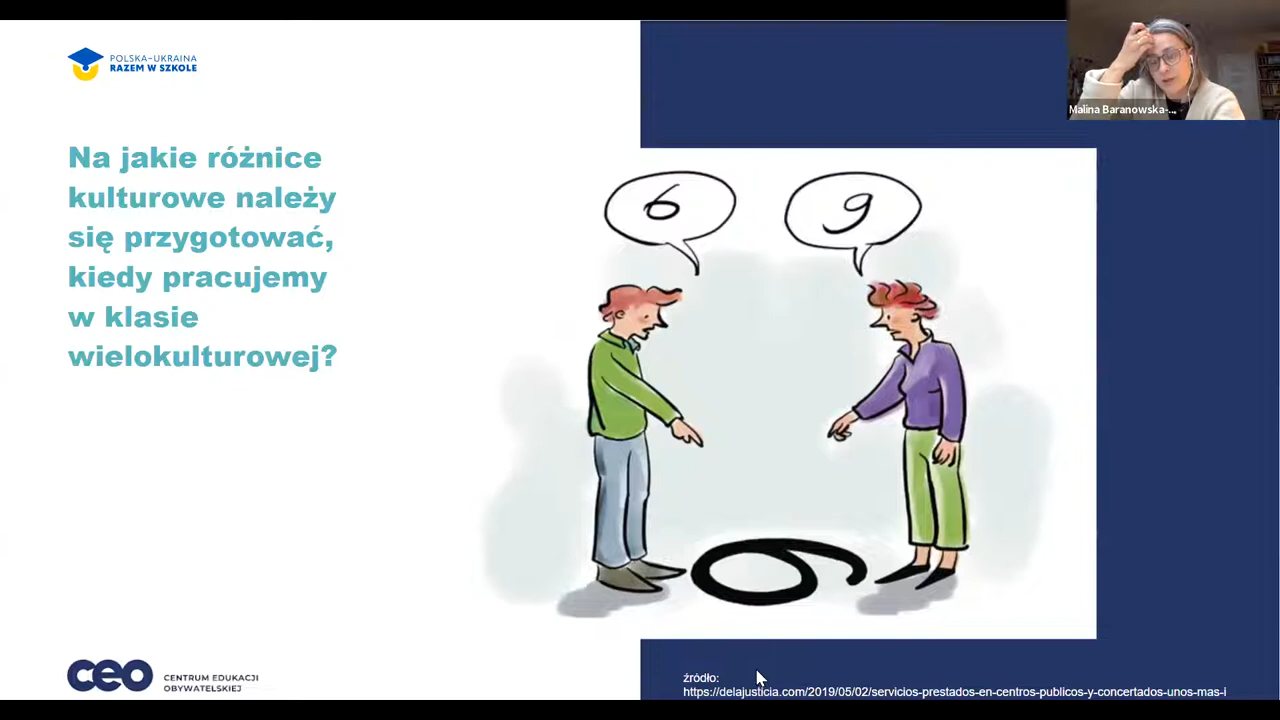 POLSKA-UKRAINA
RAZEM W SZKOLE
Malina Baranowska-...
Na jakie różnice
kulturowe należy
się przygotować,
kiedy pracujemy
w klasie
wielokulturowej?
6
9
6
ceo
CENTRUM EDUKACJI
OBYWATELSKIEJ
źródło:
https://delajusticia.com/2019/05/02/servicios-prestados-en-centros-publicos-y-concertados-unos-mas-i